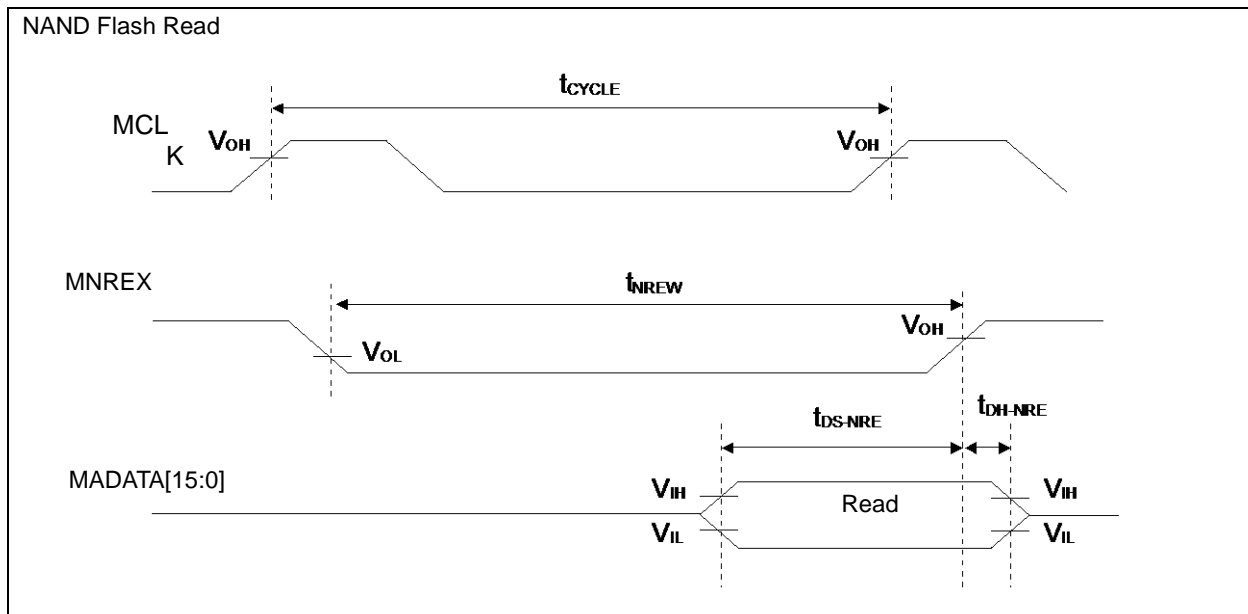 NAND Flash Read
tCYCLE
MCL
K
VOH
VOH
MNREX
tNREW
VOH
VOL
tDS-NRE
tDH-NRE
MADATA[15:0]
VIH
Read
VIH
VIL
VIL